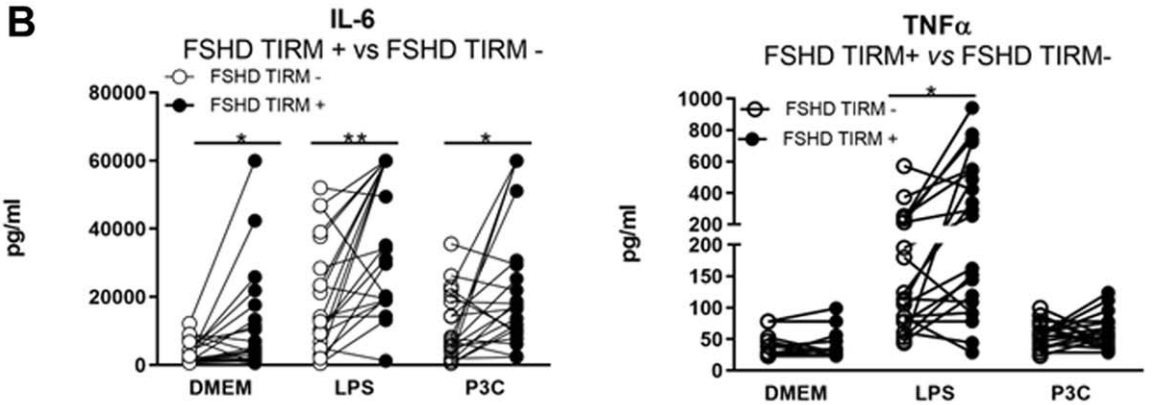 B
IL-6
FSHD TIRM + vs FSHD TIRM -
FSHD TIRM -
FSHD TIRM +
80000
60000
40000
20000
0
pg/ml
*
**
*
DMEM
LPS
P3C
TNFα
FSHD TIRM+ vs FSHD TIRM-
FSHD TIRM -
FSHD TIRM +
1000
800
600
400
200
200
150
100
50
0
pg/ml
*
DMEM
LPS
P3C